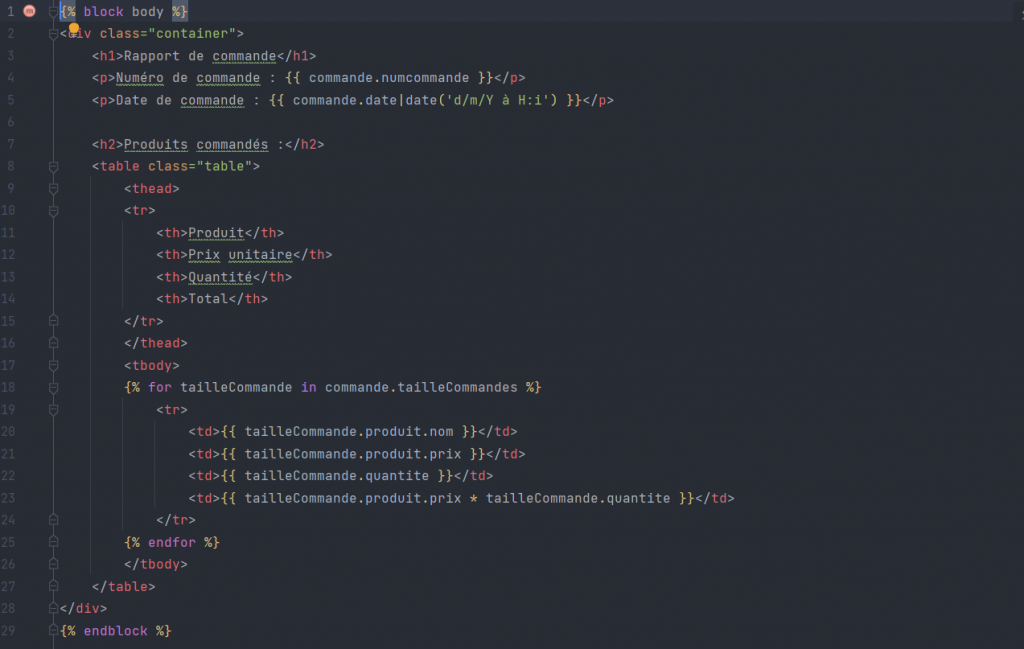 1 {% block body %}
2 <div class="container">
3 <h1>Rapport de commande</h1>
4 <p>Numéro de commande : {{ commande.numcommande }}</p>
5 <p>Date de commande : {{ commande.date|date('d/m/Y à H:i') }}</p>
6
7 <h2>Produits commandés :</h2>
8 <table class="table">
9 <thead>
10 <tr>
11 <th>Produit</th>
12 <th>Prix unitaire</th>
13 <th>Quantité</th>
14 <th>Total</th>
15 </tr>
16 </thead>
17 <tbody>
18 {% for tailleCommande in commande.tailleCommandes %}
19 <tr>
20 <td>{{ tailleCommande.produit.nom }}</td>
21 <td>{{ tailleCommande.produit.prix }}</td>
22 <td>{{ tailleCommande.quantite }}</td>
23 <td>{{ tailleCommande.produit.prix * tailleCommande.quantite }}</td>
24 </tr>
25 {% endfor %}
26 </tbody>
27 </table>
28 </div>
29 {% endblock %}